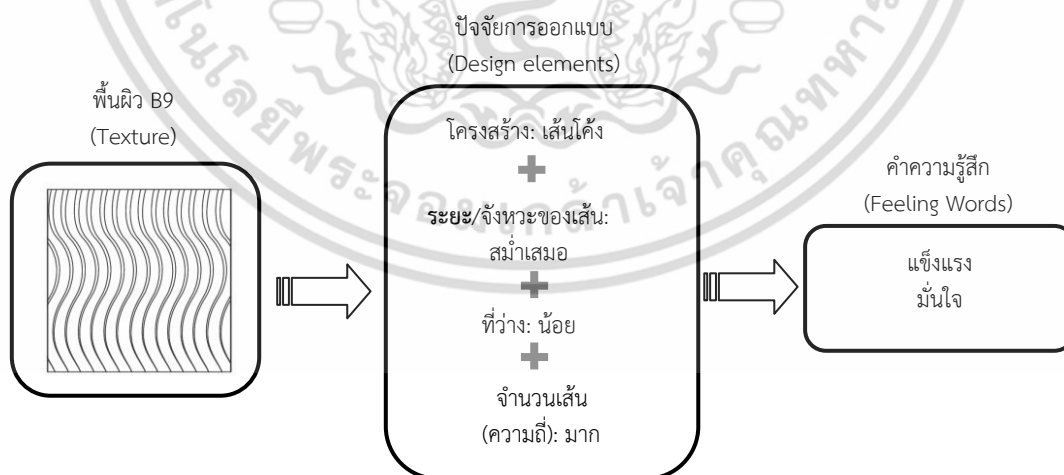 ปัจจัยการออกแบบ
(Design elements)
พื้นผิว B9
(Texture)
โครงสร้าง: เส้นโค้ง
ระยะ/จังหวะของเส้น:
สม่ำเสมอ
ที่ว่าง: น้อย
จำนวนเส้น
(ความถี่): มาก
คำความรู้สึก
(Feeling Words)
แข็งแรง
มั่นใจ